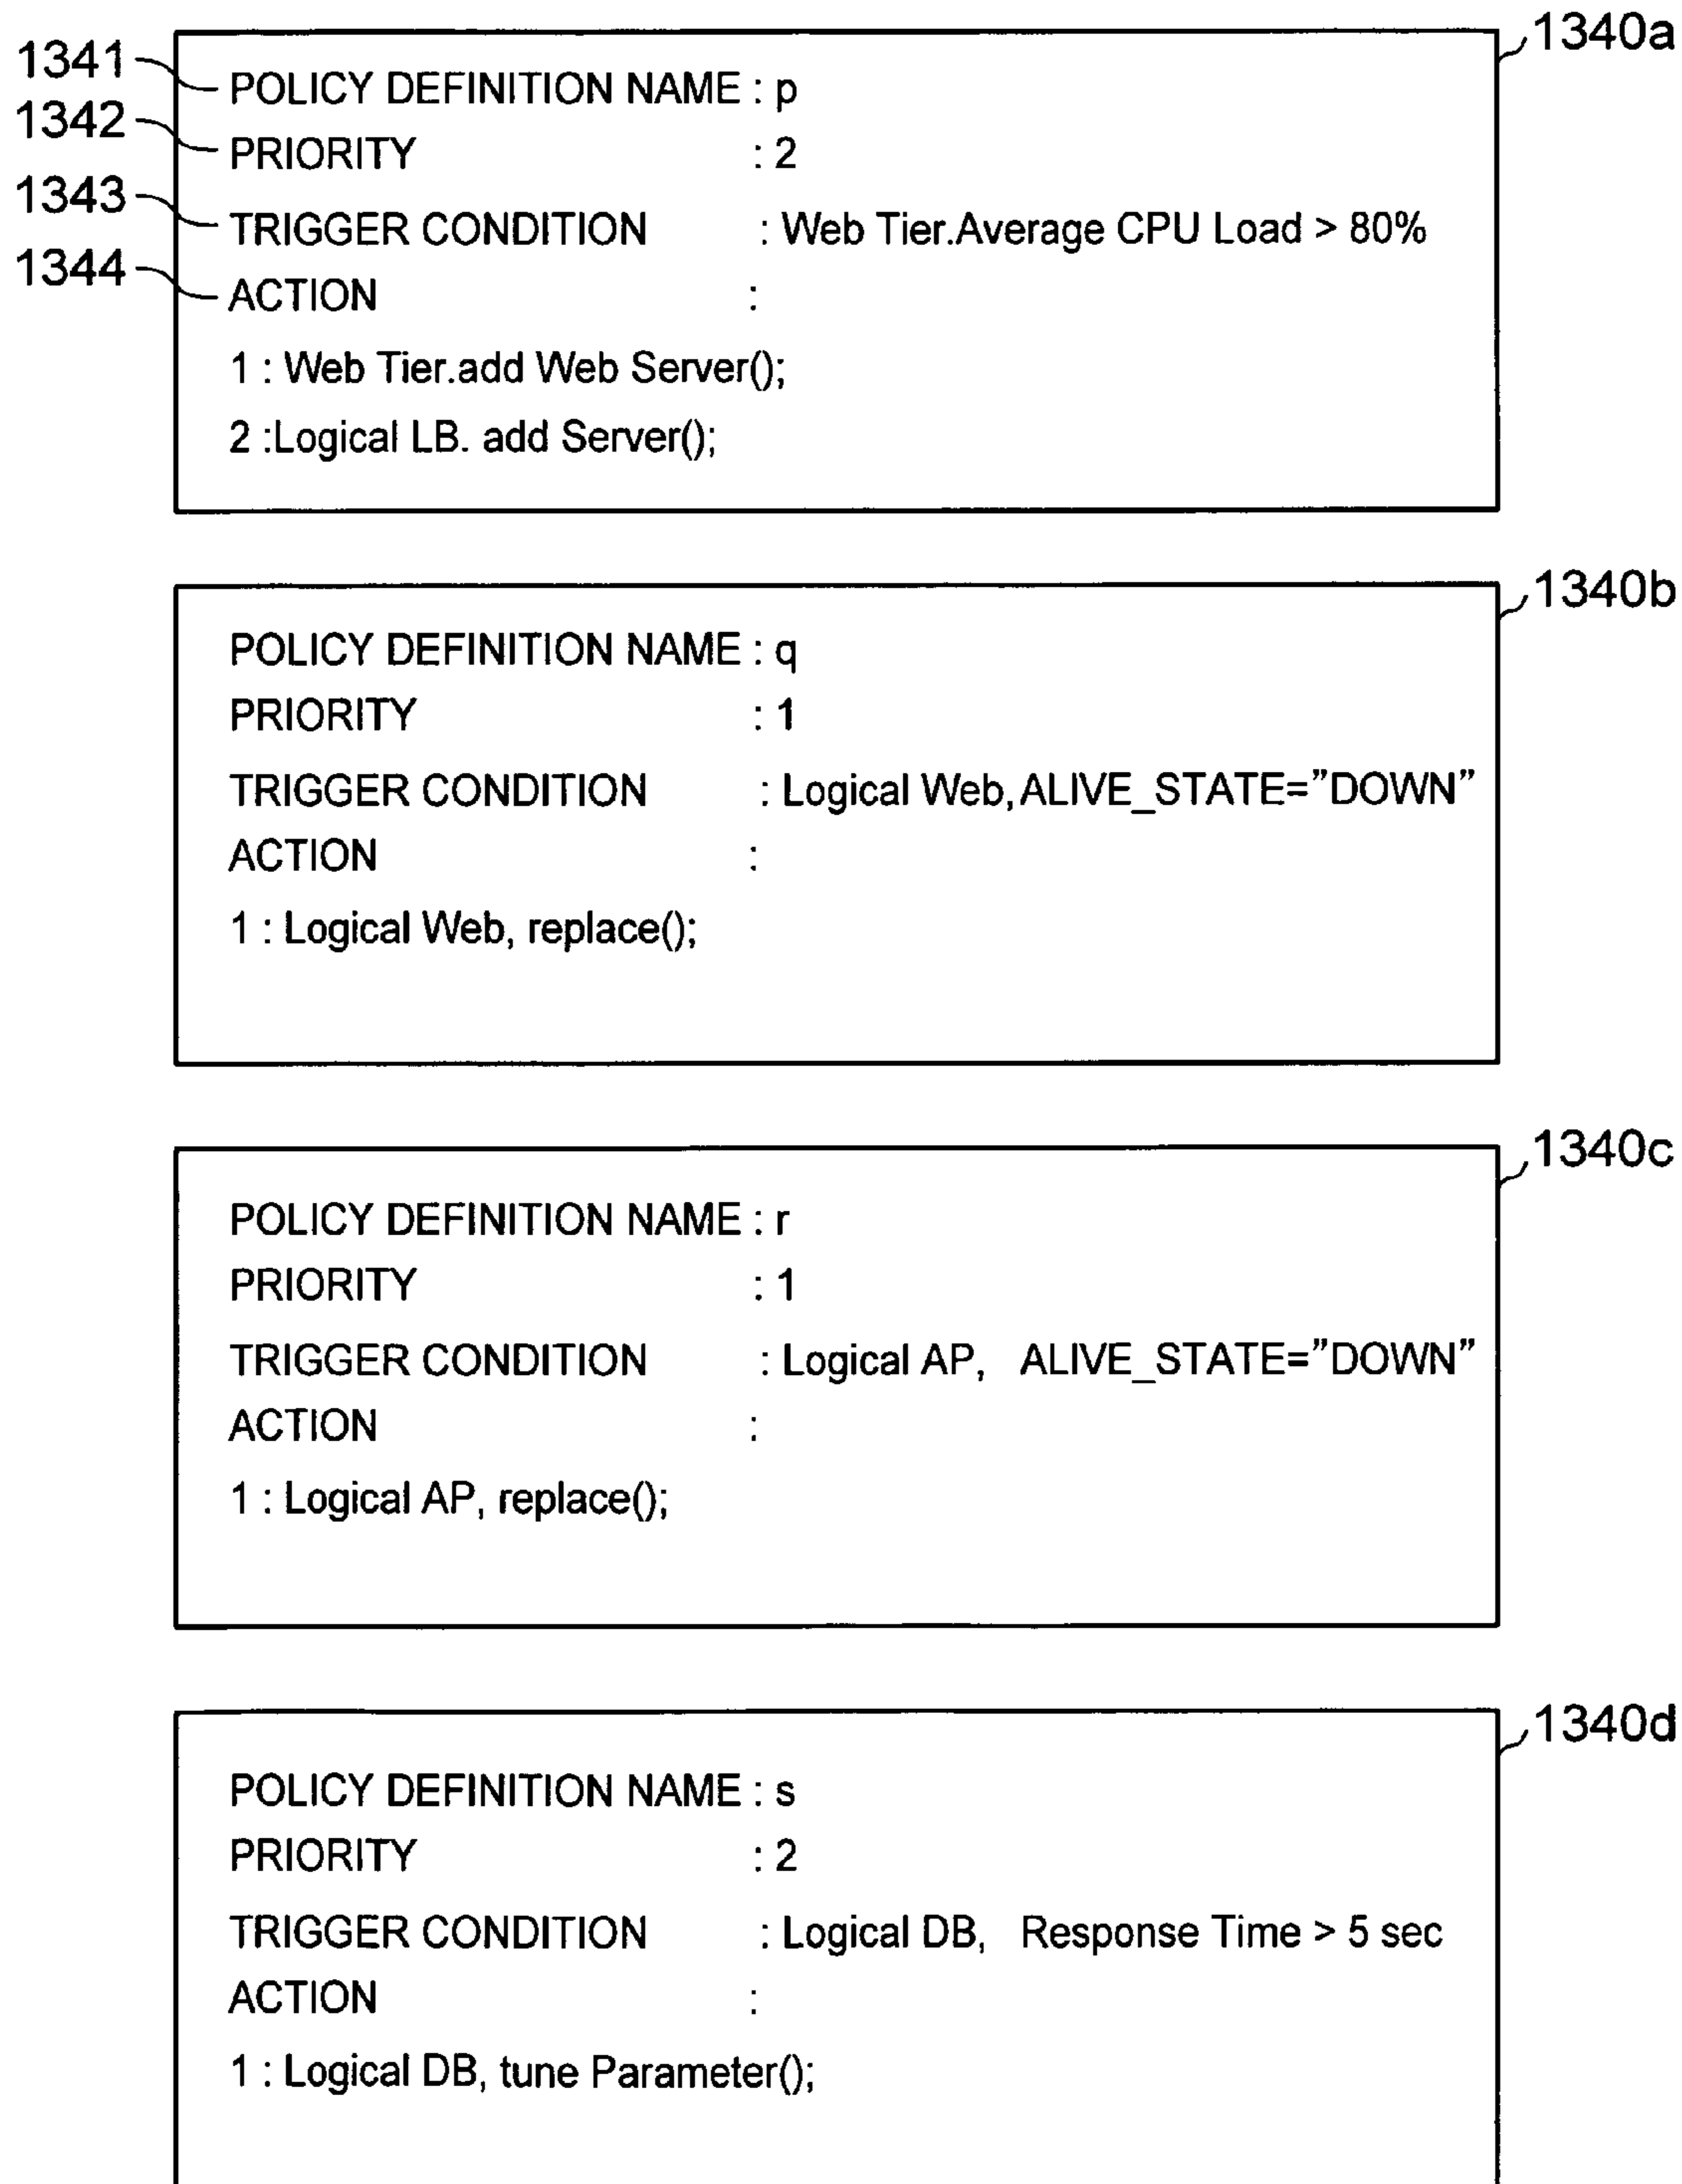 1340a
1341 POLICY DEFINITION NAME : p
1342 PRIORITY : 2
1343 TRIGGER CONDITION : Web Tier.Average CPU Load > 80%
1344 ACTION :
1 : Web Tier.add Web Server();
2 :Logical LB. add Server();
1340b
POLICY DEFINITION NAME : q
PRIORITY : 1
TRIGGER CONDITION : Logical Web,ALIVE_STATE=”DOWN”
ACTION :
1 : Logical Web, replace();
1340c
POLICY DEFINITION NAME : r
PRIORITY : 1
TRIGGER CONDITION : Logical AP, ALIVE_STATE=”DOWN”
ACTION :
1 : Logical AP, replace();
1340d
POLICY DEFINITION NAME : s
PRIORITY : 2
TRIGGER CONDITION : Logical DB, Response Time > 5 sec
ACTION :
1 : Logical DB, tune Parameter();